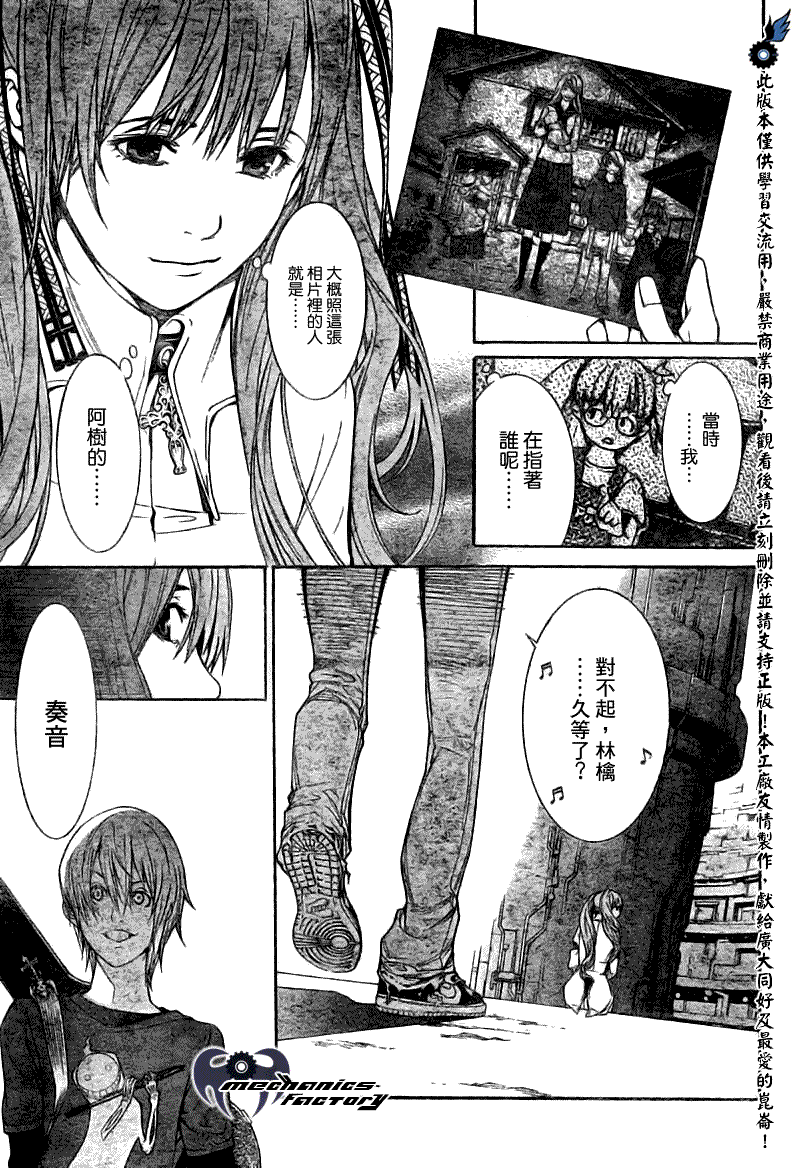 當時
……我…
在指著
誰呢……
大概照這張
相片裡的人
就是……
阿樹的……
對不起，林檎
……久等了？
奏音
mechanics
factory
此版本僅供學習交流用，嚴禁商業用途，觀看後請立刻刪除並請支持正版！本工廠友情製作，獻給廣大同好及最愛的崑崙！